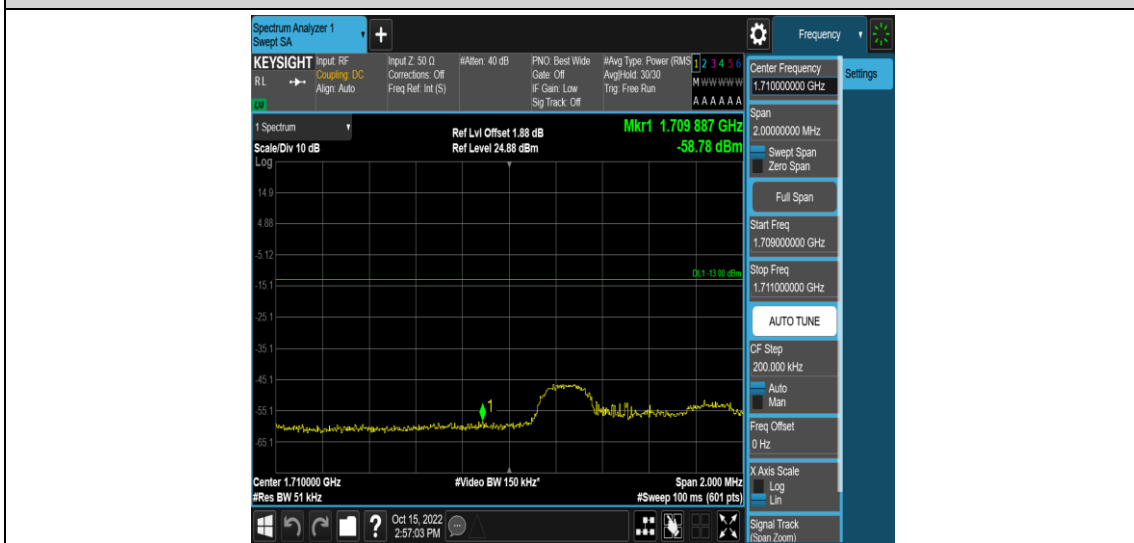 Spectrum Analyzer 1
Swept SA
+
Frequency
KEYSIGHT
RL
LXI
Input: RF
Coupling: DC
Align: Auto
Input Z: 50 Ω
Corrections: Off
Freq Ref: Int (S)
#Atten: 40 dB
PNO: Best Wide
Gate: Off
IF Gain: Low
Sig Track: Off
#Avg Type: Power (RMS
Avg|Hold: 30/30
Trig: Free Run
1 2 3 4 5 6
M W W W W W
A A A A A A
Center Frequency
1.710000000 GHz
Settings
Span
2.00000000 MHz
Swept Span
Zero Span
Full Span
Start Freq
1.709000000 GHz
Stop Freq
1.711000000 GHz
AUTO TUNE
CF Step
200.000 kHz
Auto
Man
Freq Offset
0 Hz
X Axis Scale
Log
Lin
Signal Track
(Span Zoom)
1 Spectrum
Scale/Div 10 dB
Ref Lvl Offset 1.88 dB
Ref Level 24.88 dBm
Mkr1 1.709 887 GHz
-58.78 dBm
Log
14.9
4.88
-5.12
DL1 -13.00 dBm
-15.1
-25.1
-35.1
-45.1
-55.1
1
-65.1
Center 1.710000 GHz
#Video BW 150 kHz*
Span 2.000 MHz
#Res BW 51 kHz
#Sweep 100 ms (601 pts)
?
Oct 15, 2022
2:57:03 PM